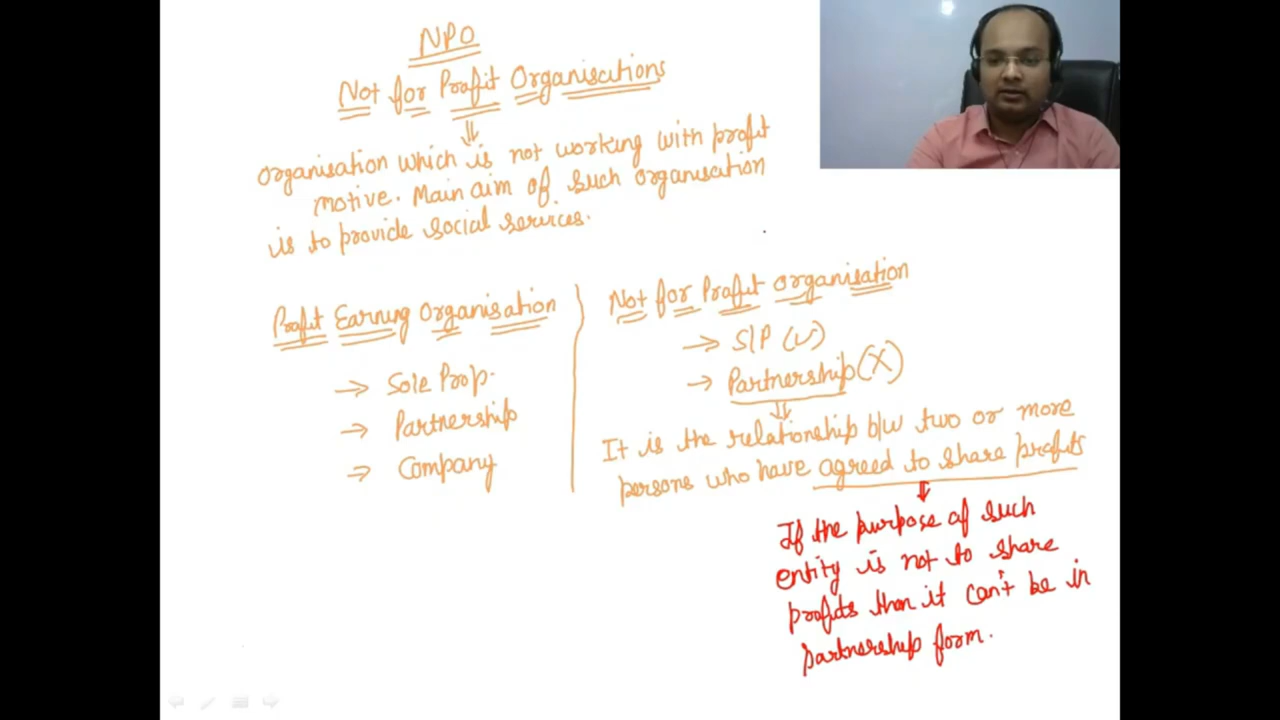 NPO
Not for Profit Organisations
⇓
Organisation which is not working with profit
motive. Main aim of such organisation
is to provide social services.
Profit Earning Organisation
→ Sole Prop.
→ Partnership
→ Company
Not for Profit Organisation
→ S/P (✓)
→ Partnership (X)
⇓
It is the relationship b/w two or more
persons who have agreed to share profits
↓
If the purpose of such
entity is not to share
profits then it can't be in
partnership form.